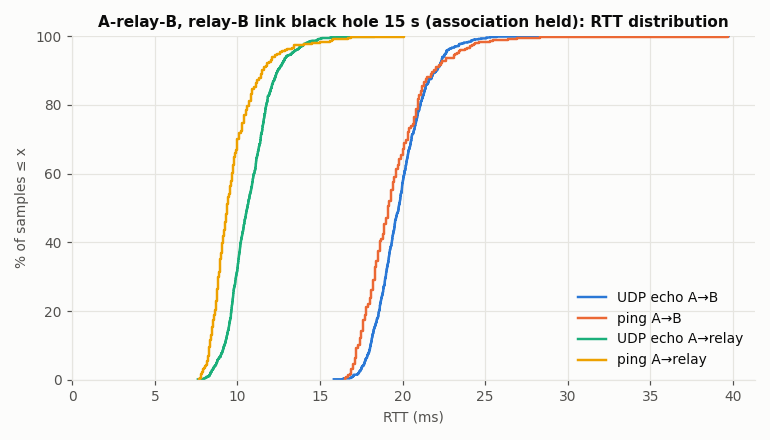 A-relay-B, relay-B link black hole 15 s (association held): RTT distribution
% of samples ≤ x
100
80
60
40
20
0
0 5 10 15 20 25 30 35 40
RTT (ms)
UDP echo A→B
ping A→B
UDP echo A→relay
ping A→relay